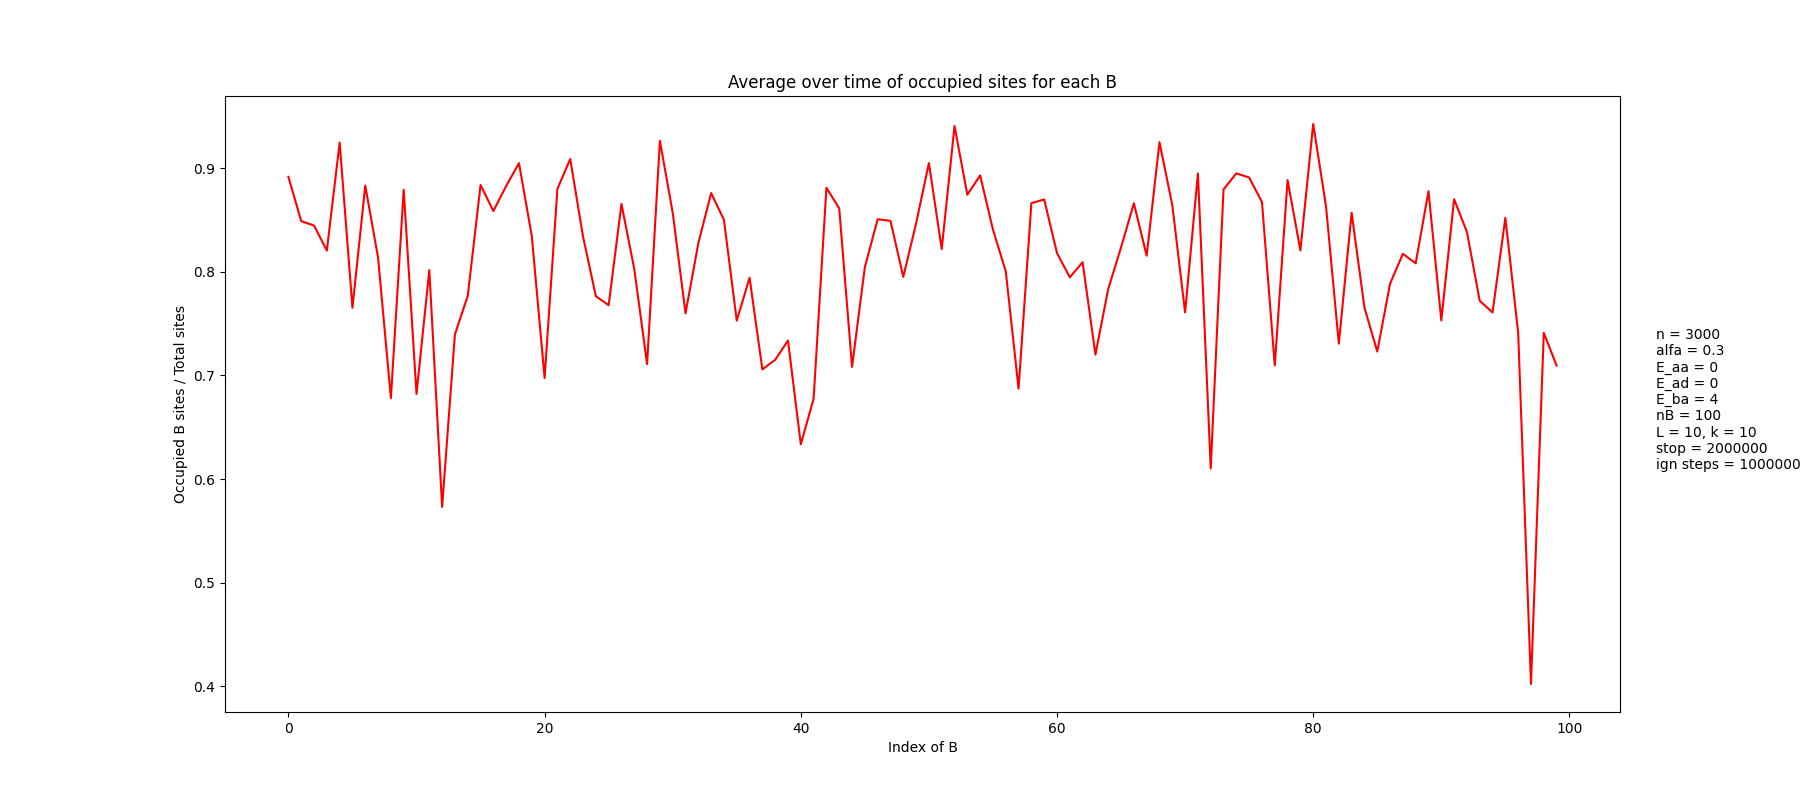 Average over time of occupied sites for each B
Occupied B sites / Total sites
0.9
0.8
0.7
0.6
0.5
0.4
0 20 40 60 80 100
Index of B
n = 3000
alfa = 0.3
E_aa = 0
E_ad = 0
E_ba = 4
nB = 100
L = 10, k = 10
stop = 2000000
ign steps = 1000000